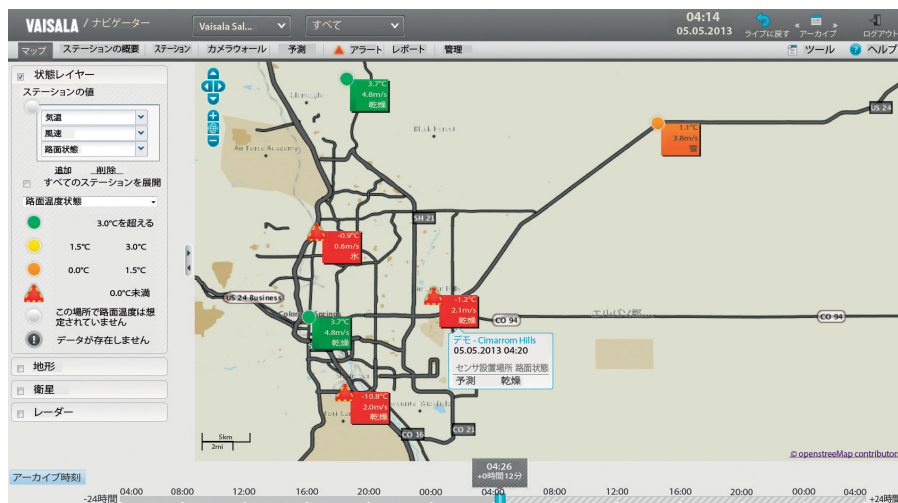 VAISALA / ナビゲーター
Vaisala Sal...
すべて
04:14
05.05.2013
ライブに戻す
アーカイブ
ログアウト
マップ
ステーションの概要
ステーション
カメラウォール
予測
アラート
レポート
管理
ツール
ヘルプ
状態レイヤー
ステーションの値
気温
風速
路面状態
追加
削除
すべてのステーションを展開
路面温度状態
3.0°Cを超える
1.5°C 3.0°C
0.0°C 1.5°C
0.0°C未満
この場所で路面温度は想
定されていません
データが存在しません
地形
衛星
レーダー
Black Forest
Air Force Academy
3.7°C
4.8m/s
乾燥
US 24
1.1°C
3.8m/s
雪
SH 21
-0.9°C
0.6m/s
氷
US 24 Business
-1.2°C
2.1m/s
乾燥
CO 94
エルパソ郡...
CO 94
3.7°C
4.8m/s
乾燥
デモ - Cimarrom Hills
05.05.2013 04:20
センサ設置場所 路面状態
予測 乾燥
-10.8°C
2.0m/s
乾燥
CO 16
CO 21
5km
2mi
© openstreetMap contributor
アーカイブ時刻
04:26
+0時間12分
-24時間
04:00
08:00
12:00
16:00
20:00
00:00
04:00
08:00
12:00
16:00
20:00
00:00
04:00
+24時間